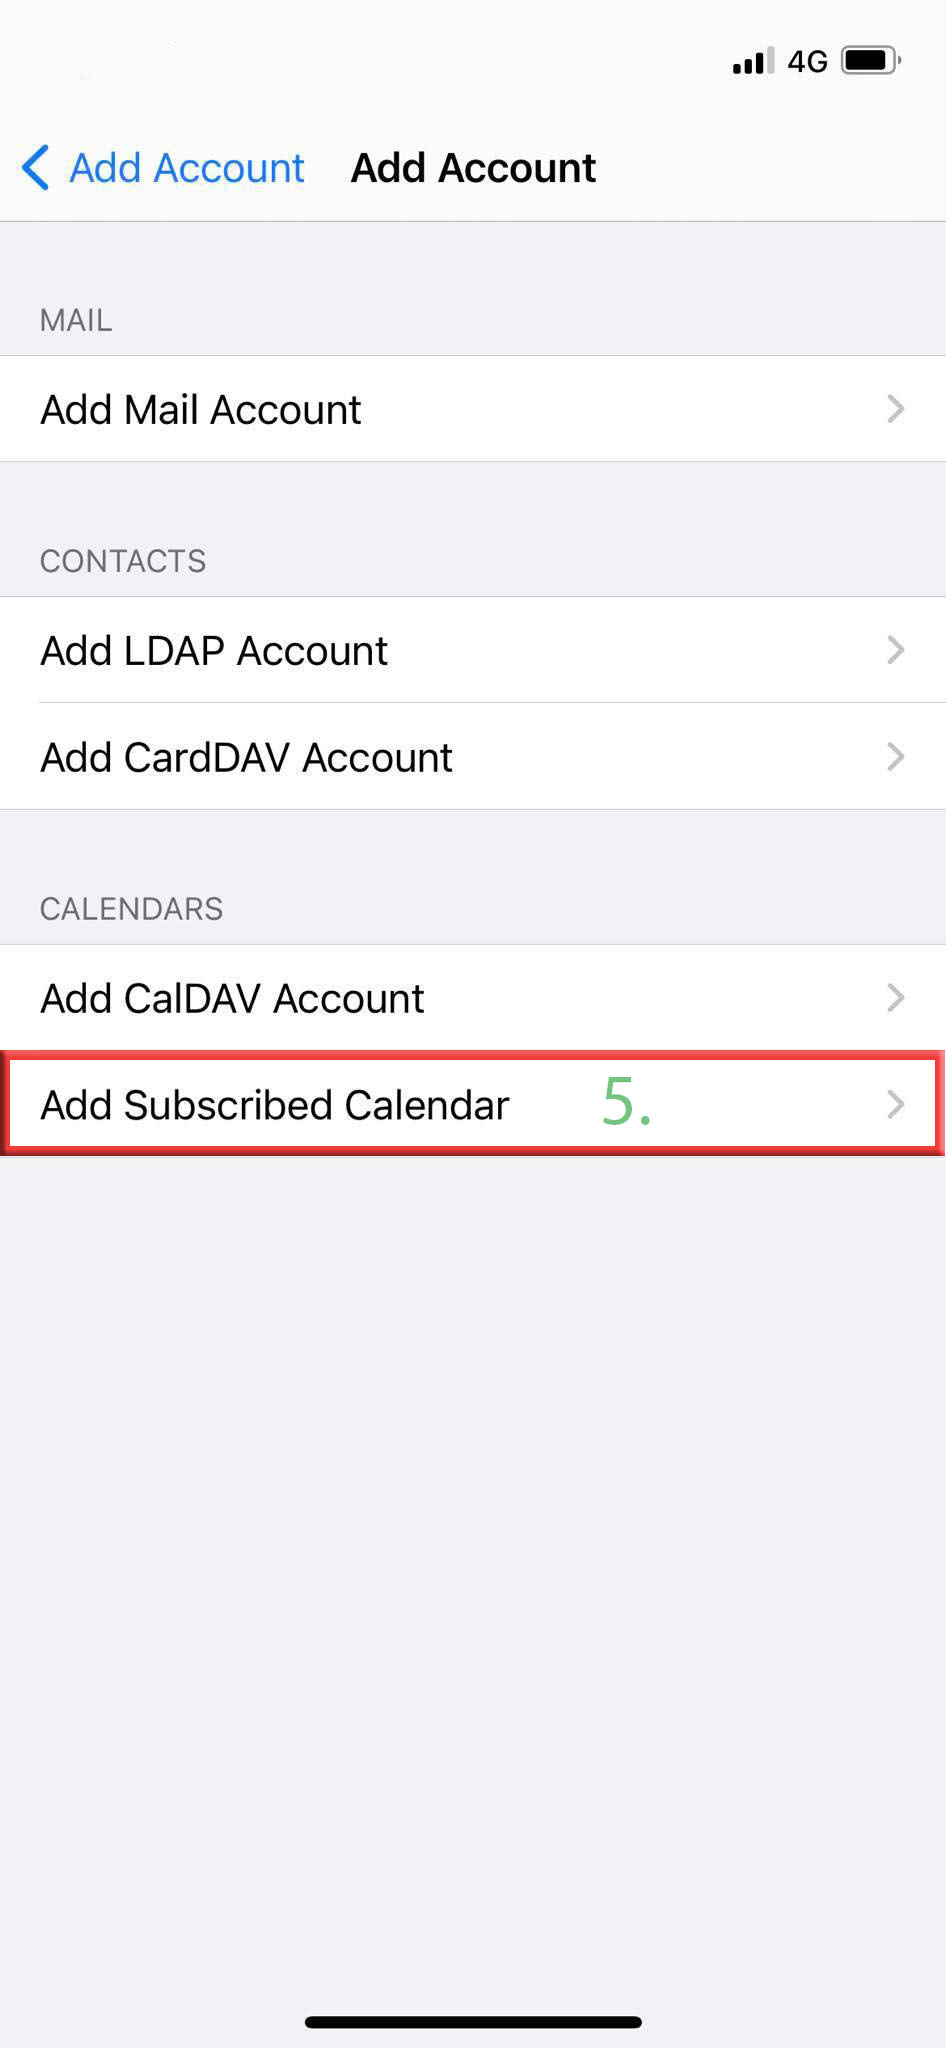 4G
Add Account Add Account
MAIL
Add Mail Account
CONTACTS
Add LDAP Account
Add CardDAV Account
CALENDARS
Add CalDAV Account
Add Subscribed Calendar 5.